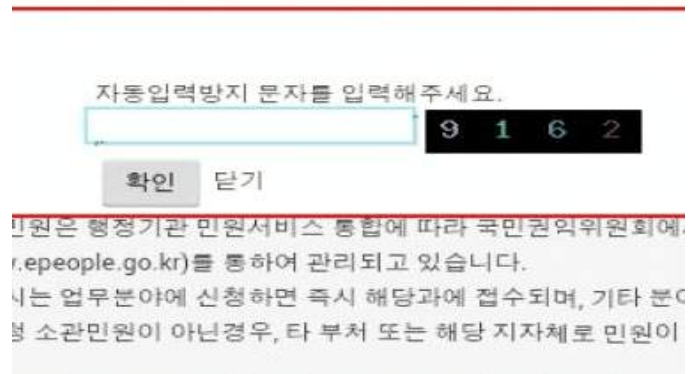 자동입력방지 문자를 입력해주세요.
9 1 6 2
확인 닫기
민원은 행정기관 민원서비스 통합에 따라 국민권익위원회에
.epeople.go.kr)를 통하여 관리되고 있습니다.
시는 업무분야에 신청하면 즉시 해당과에 접수되며, 기타 분
소관민원이 아닌경우, 타 부처 또는 해당 지자체로 민원이